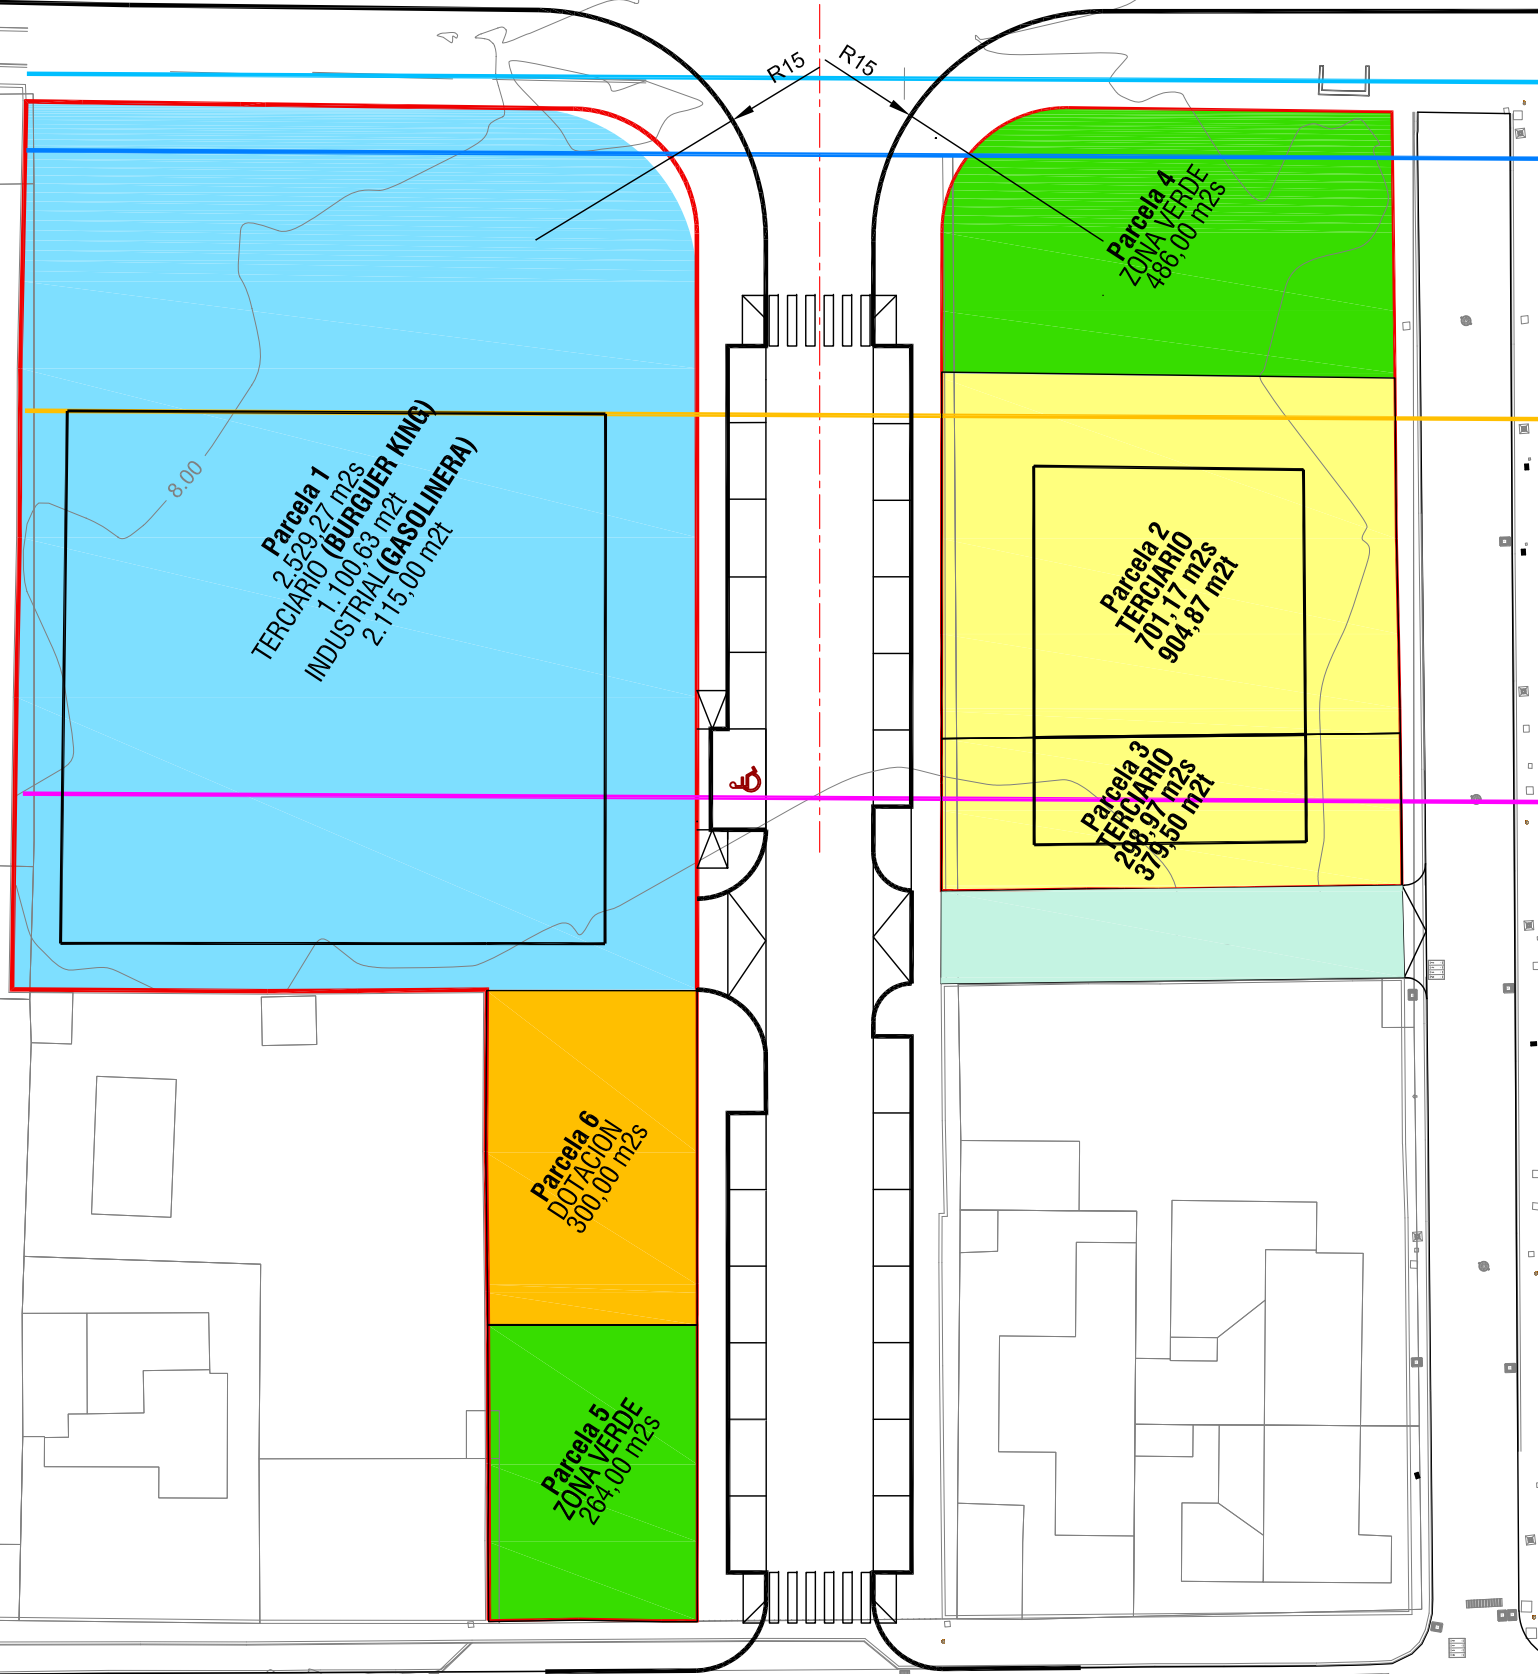 R15
R15
Parcela 4
ZONA VERDE
486,00 m2s
8.00
Parcela 1
2.529,27 m2s
TERCIARIO (BURGUER KING)
1.100,63 m2t
INDUSTRIAL(GASOLINERA)
2.115,00 m2t
Parcela 2
TERCIARIO
701,17 m2s
904,87 m2t
Parcela 3
TERCIARIO
298,97 m2s
379,50 m2t
Parcela 6
DOTACION
300,00 m2s
Parcela 5
ZONA VERDE
264,00 m2s